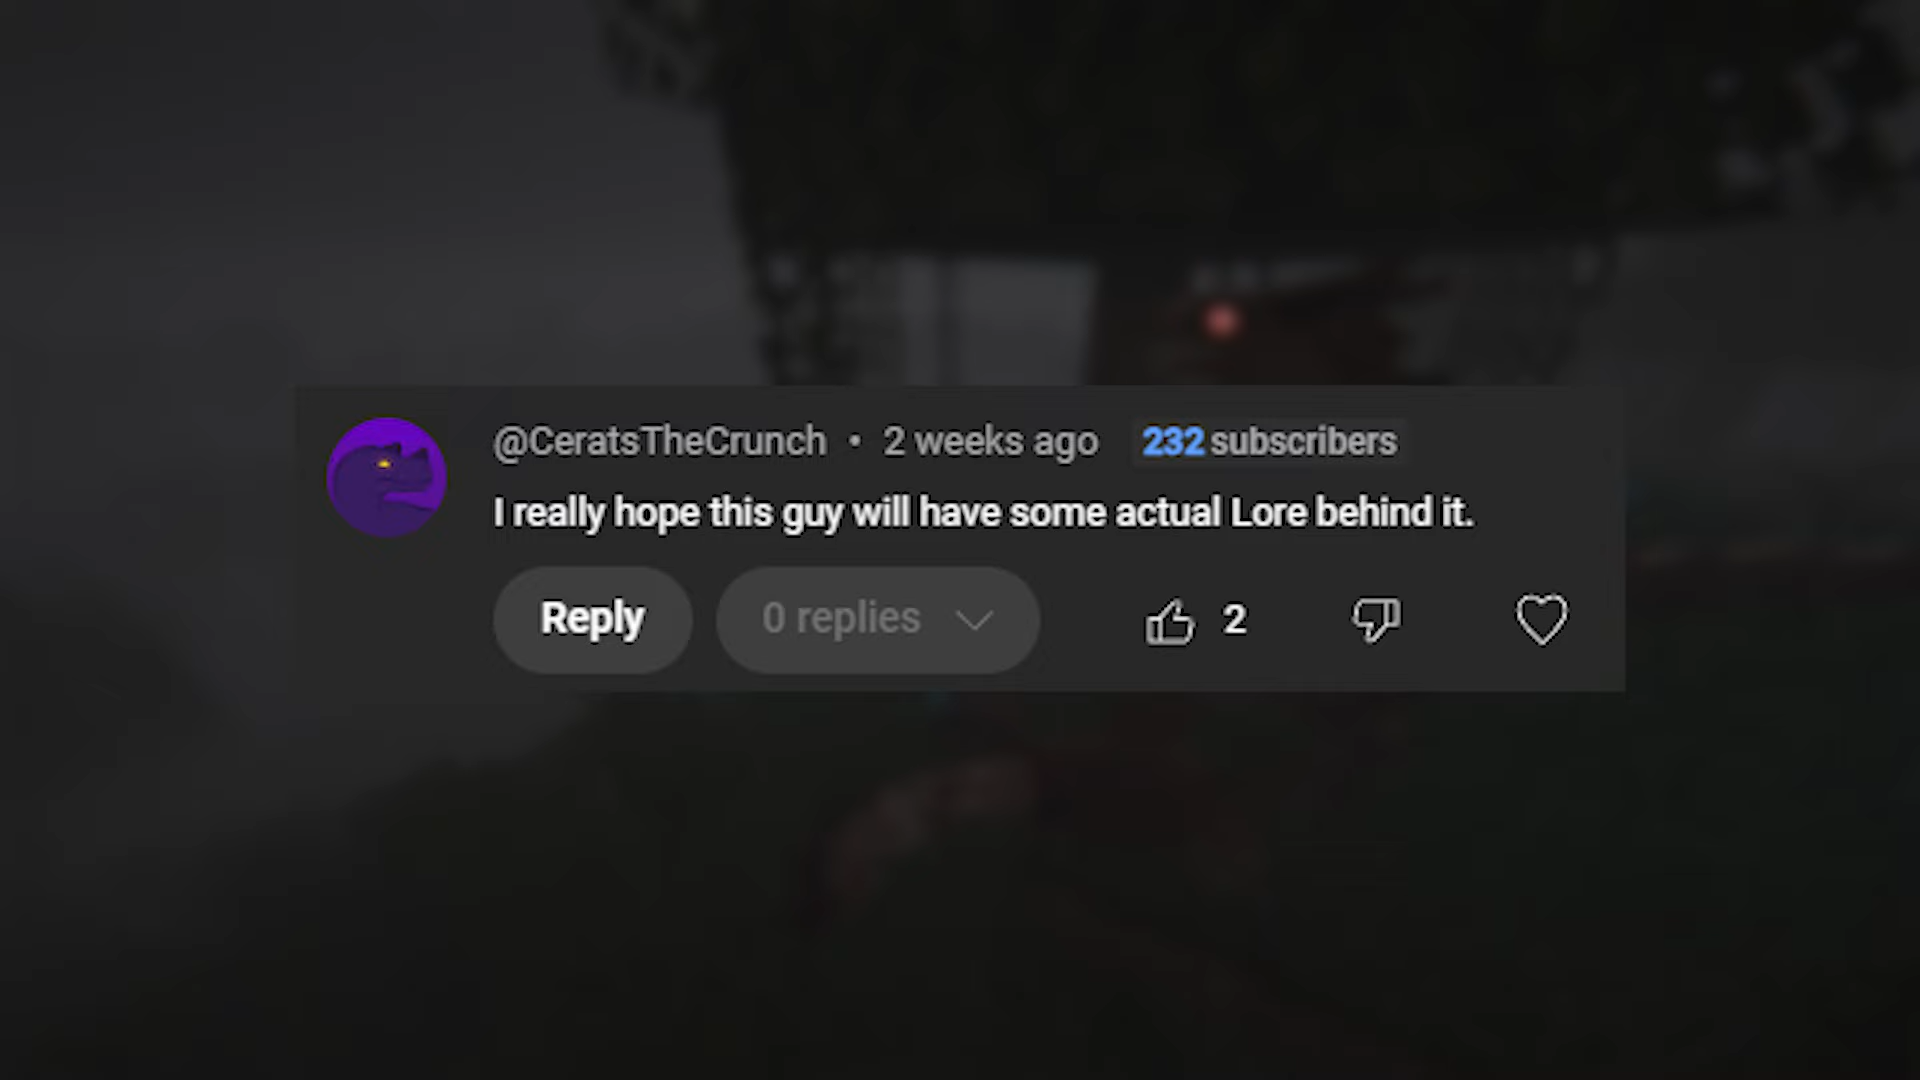 @CeratsTheCrunch • 2 weeks ago 232 subscribers
I really hope this guy will have some actual Lore behind it.
Reply 0 replies 2